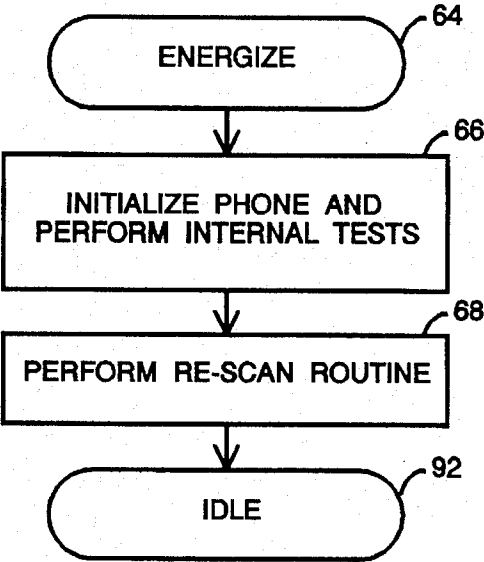 64
ENERGIZE
66
INITIALIZE PHONE AND
PERFORM INTERNAL TESTS
68
PERFORM RE-SCAN ROUTINE
92
IDLE